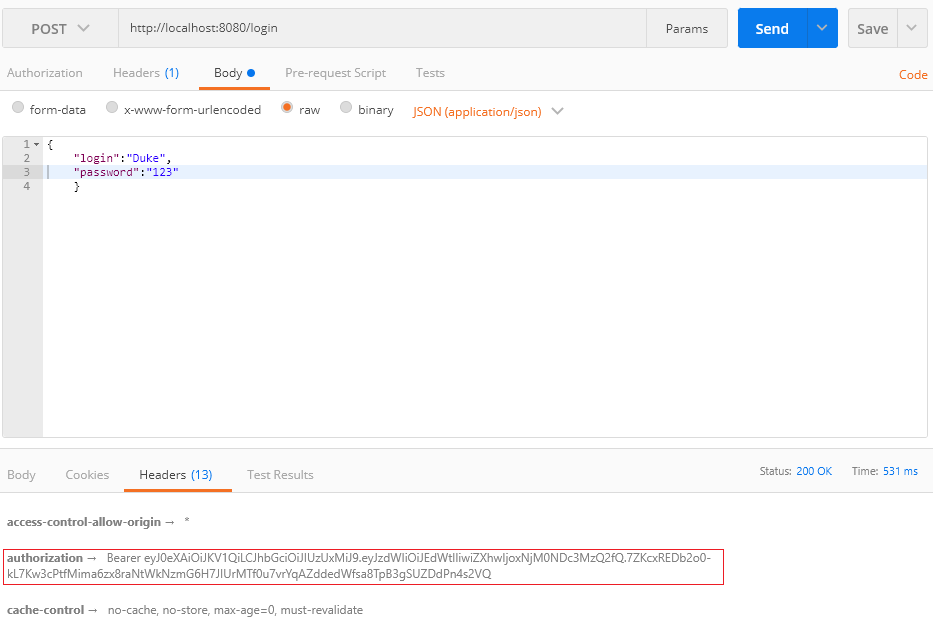 POST http://localhost:8080/login Params Send Save
Authorization Headers (1) Body Pre-request Script Tests Code
form-data x-www-form-urlencoded raw binary JSON (application/json)
1 {
2 "login":"Duke",
3 "password":"123"
4 }
Body Cookies Headers (13) Test Results Status: 200 OK Time: 531 ms
access-control-allow-origin → *
authorization → Bearer eyJ0eXAiOiJKV1QiLCJhbGciOiJIUzUxMiJ9.eyJzdWIiOiJEdWtlIiwiZXhwIjoxNjM0NDc3MzQ2fQ.7ZKcxREDb2o0-
kL7Kw3cPtfMima6zx8raNtWkNzmG6H7JIUrMTf0u7vrYqAZddedWfsa8TpB3gSUZDdPn4s2VQ
cache-control → no-cache, no-store, max-age=0, must-revalidate